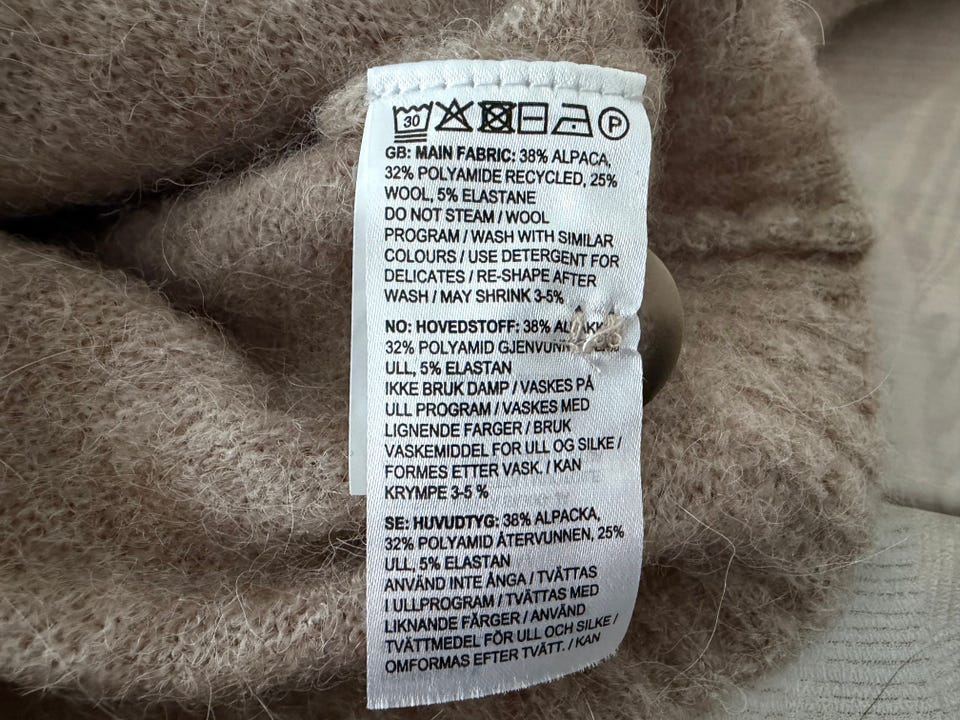 30 P
GB: MAIN FABRIC: 38% ALPACA,
32% POLYAMIDE RECYCLED, 25%
WOOL, 5% ELASTANE
DO NOT STEAM / WOOL
PROGRAM / WASH WITH SIMILAR
COLOURS / USE DETERGENT FOR
DELICATES / RE-SHAPE AFTER
WASH / MAY SHRINK 3-5%
NO: HOVEDSTOFF: 38%
32% POLYAMID
ULL, 5% ELASTAN
IKKE BRUK DAMP / VASKES PÅ
ULL PROGRAM / VASKES MED
LIGNENDE FARGER / BRUK
VASKEMIDDEL FOR ULL OG SILKE /
FORMES ETTER VASK. / KAN
KRYMPE 3-5 %
SE: HUVUDTYG: 38% ALPACKA,
32% POLYAMID ÅTERVUNNEN, 25%
ULL, 5% ELASTAN
ANVÄND INTE ÅNGA / TVÄTTAS
I ULLPROGRAM / TVÄTTAS MED
LIKNANDE FÄRGER / ANVÄND
TVÄTTMEDEL FÖR ULL OCH SILKE /
OMFORMAS EFTER TVÄTT. / KAN